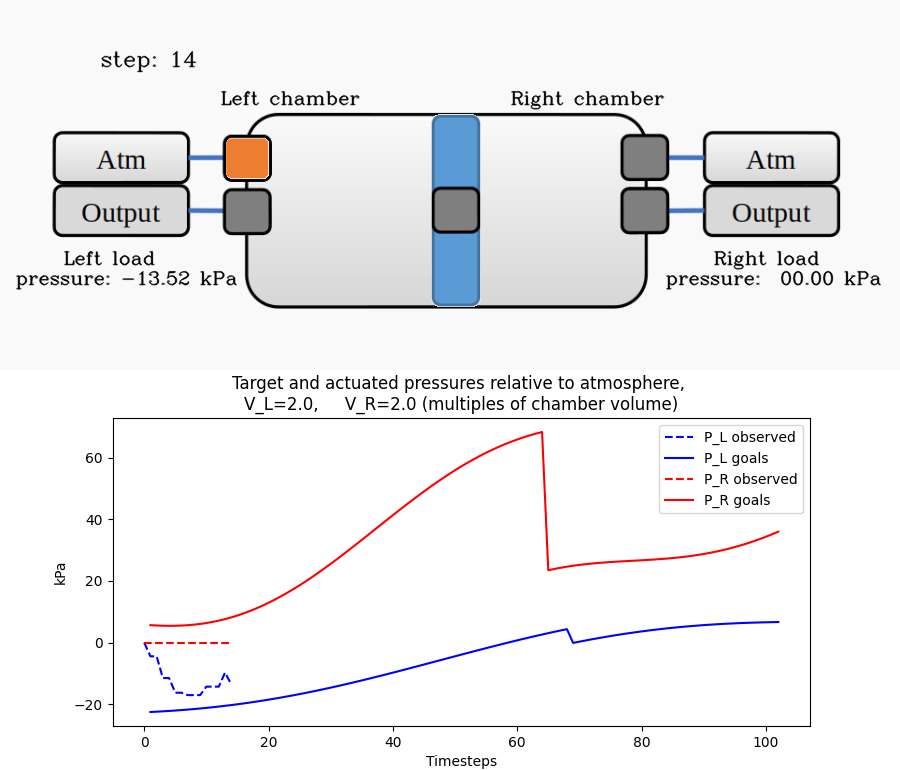 step: 14
Left chamber
Right chamber
Atm
Atm
Output
Output
Left load
pressure: −13.52 kPa
Right load
pressure: 00.00 kPa
Target and actuated pressures relative to atmosphere,
V_L=2.0, V_R=2.0 (multiples of chamber volume)
P_L observed
P_L goals
P_R observed
P_R goals
kPa
60
40
20
0
−20
0 20 40 60 80 100
Timesteps